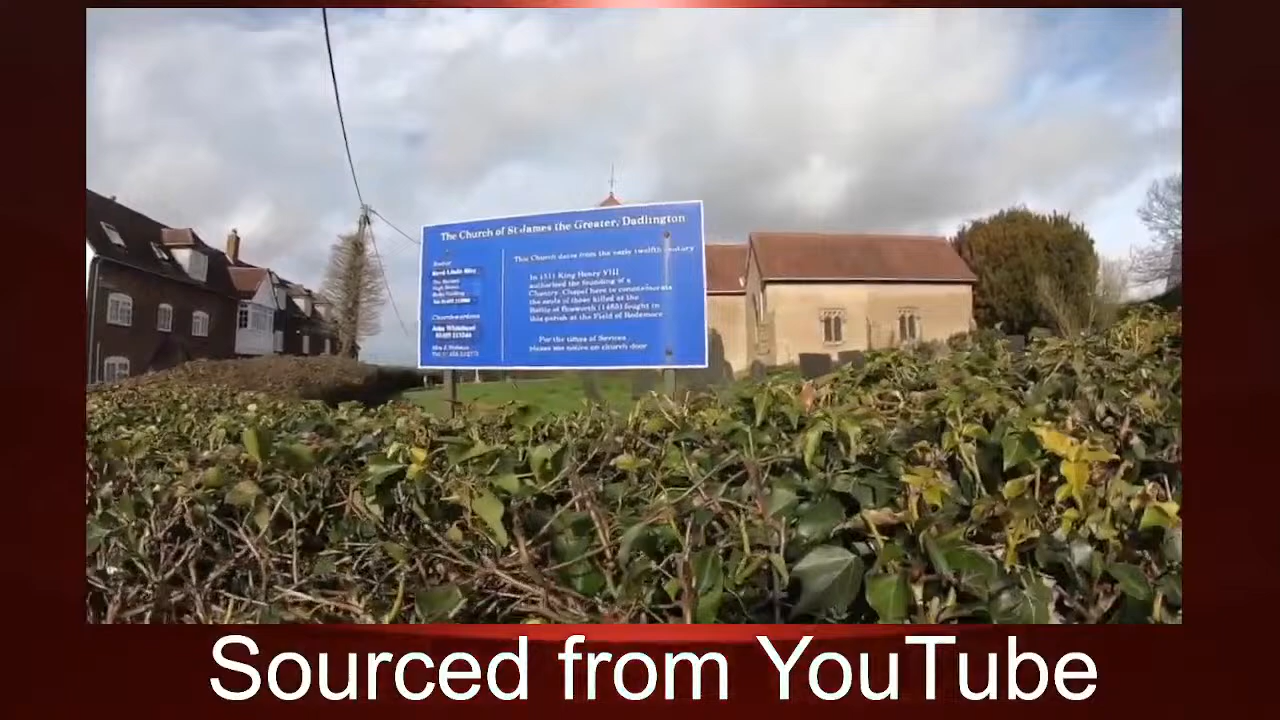 The Church of St James the Greater, Dadlington
This Church dates from the early twelfth century
In 1511 King Henry VIII
authorised the founding of a
Chantry Chapel here to commemorate
the souls of those killed at the
Battle of Bosworth (1485) fought in
this parish at the Field of Redemore
For the times of Services
please see notice on church door
Rector
Churchwardens
Sourced from YouTube